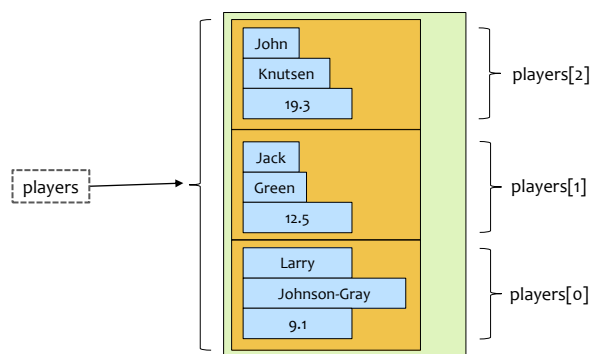 John
Knutsen
19.3
players[2]
Jack
Green
12.5
players[1]
players
Larry
Johnson-Gray
9.1
players[0]